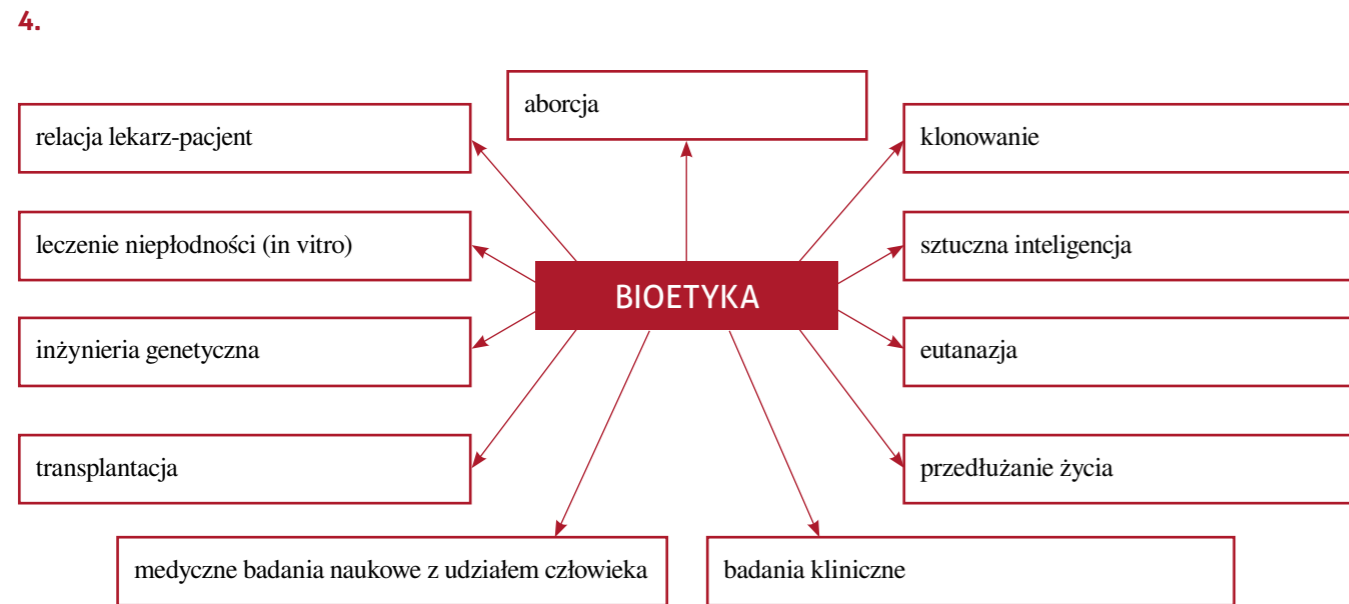 4.
aborcja
relacja lekarz-pacjent
klonowanie
leczenie niepłodności (in vitro)
sztuczna inteligencja
BIOETYKA
inżynieria genetyczna
eutanazja
transplantacja
przedłużanie życia
medyczne badania naukowe z udziałem człowieka
badania kliniczne